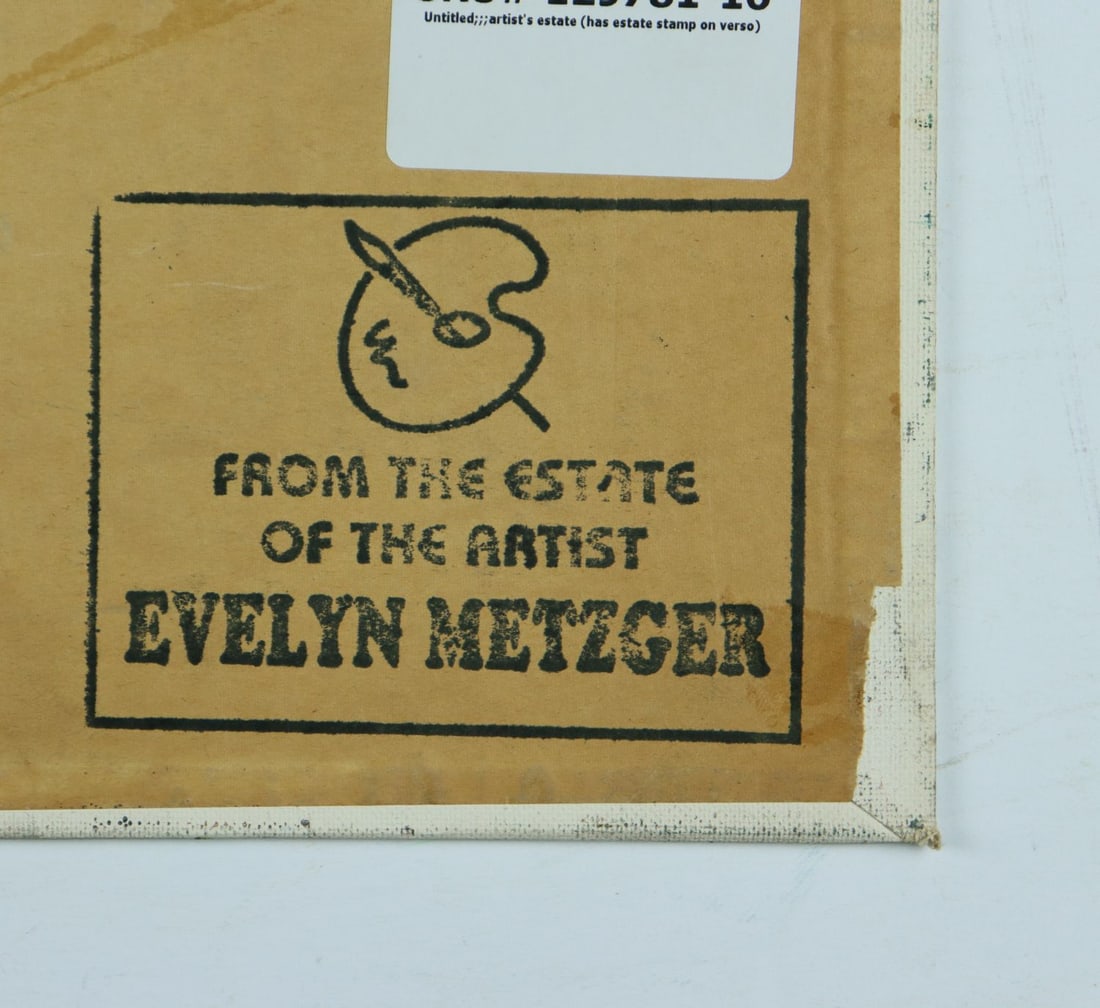 Untitled;;;artist's estate (has estate stamp on verso)
FROM THE ESTATE
OF THE ARTIST
EVELYN METZGER